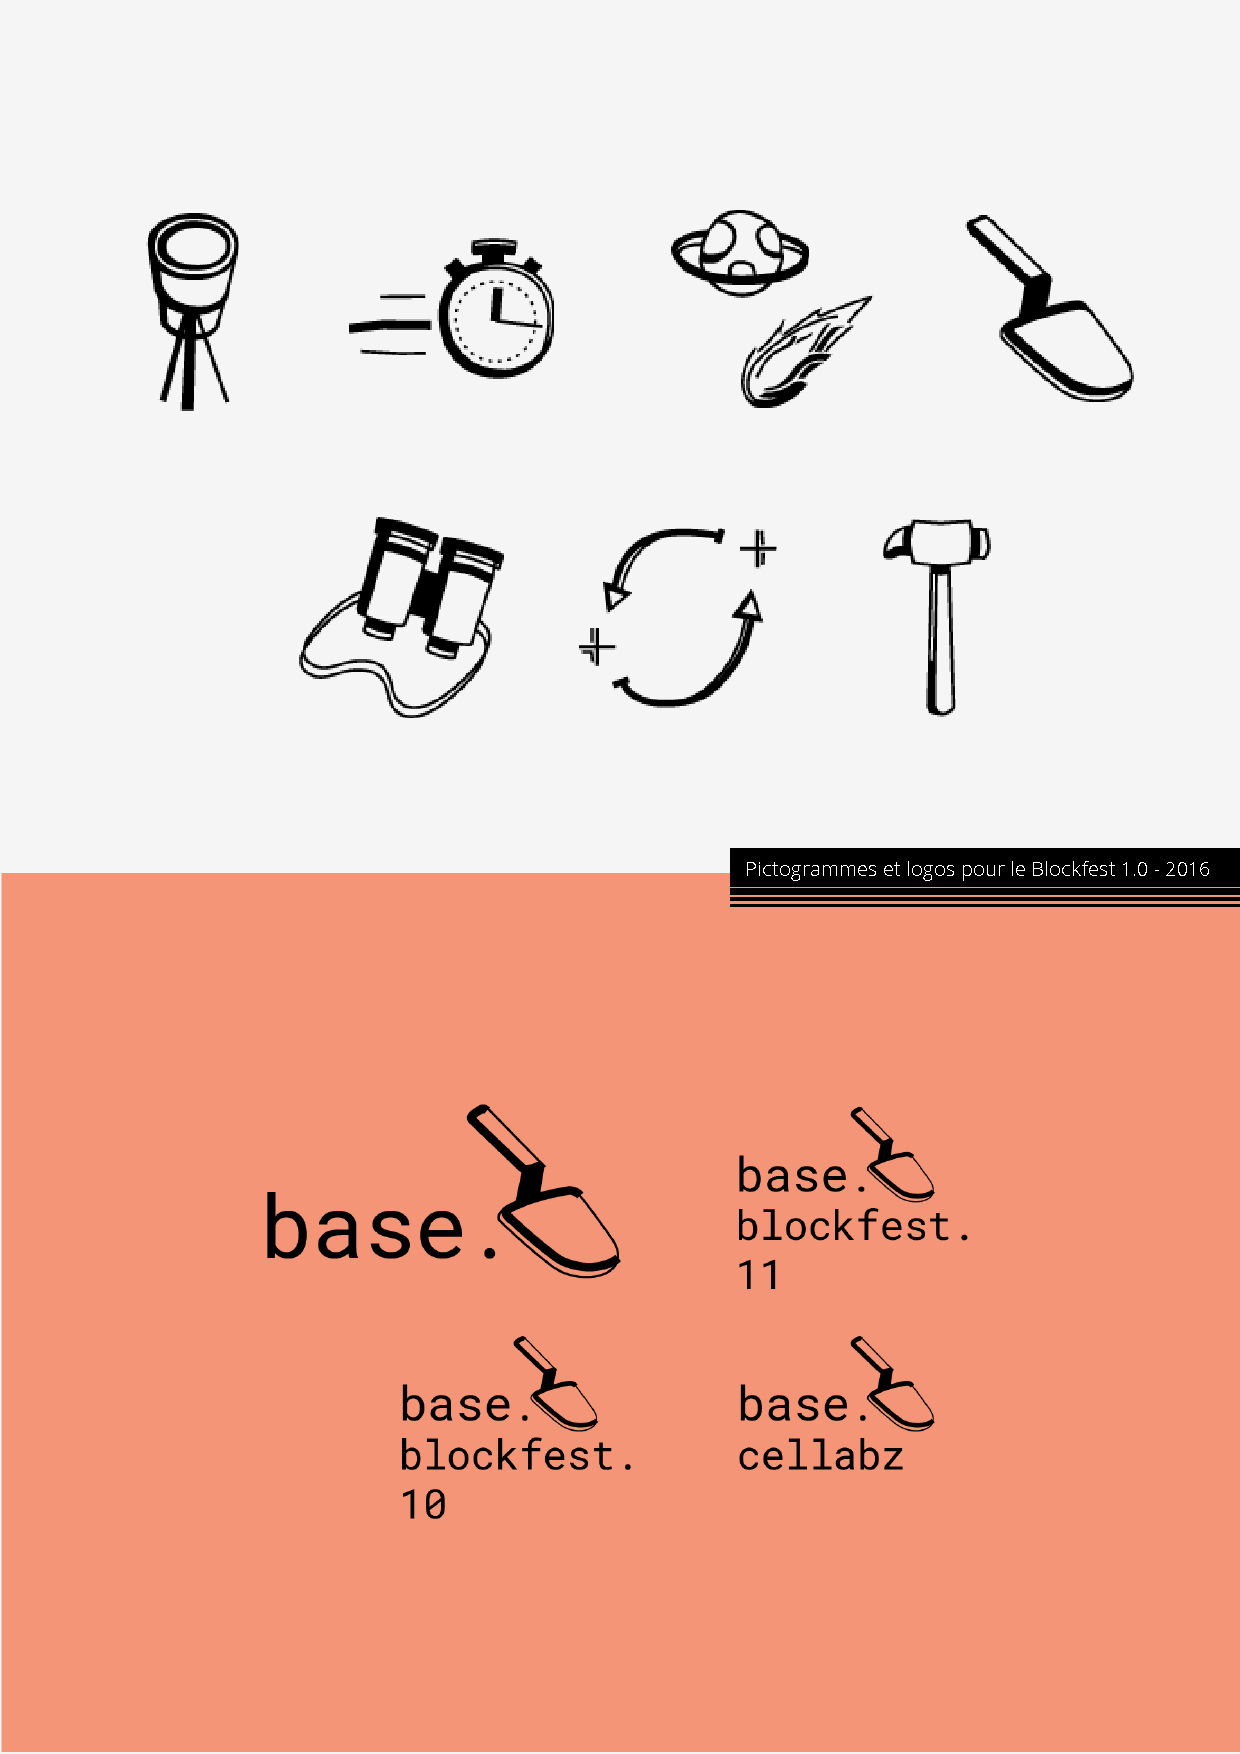 Pictogrammes et logos pour le Blockfest 1.0 - 2016
base.
base.
blockfest.
11
base.
blockfest.
10
base.
cellabz